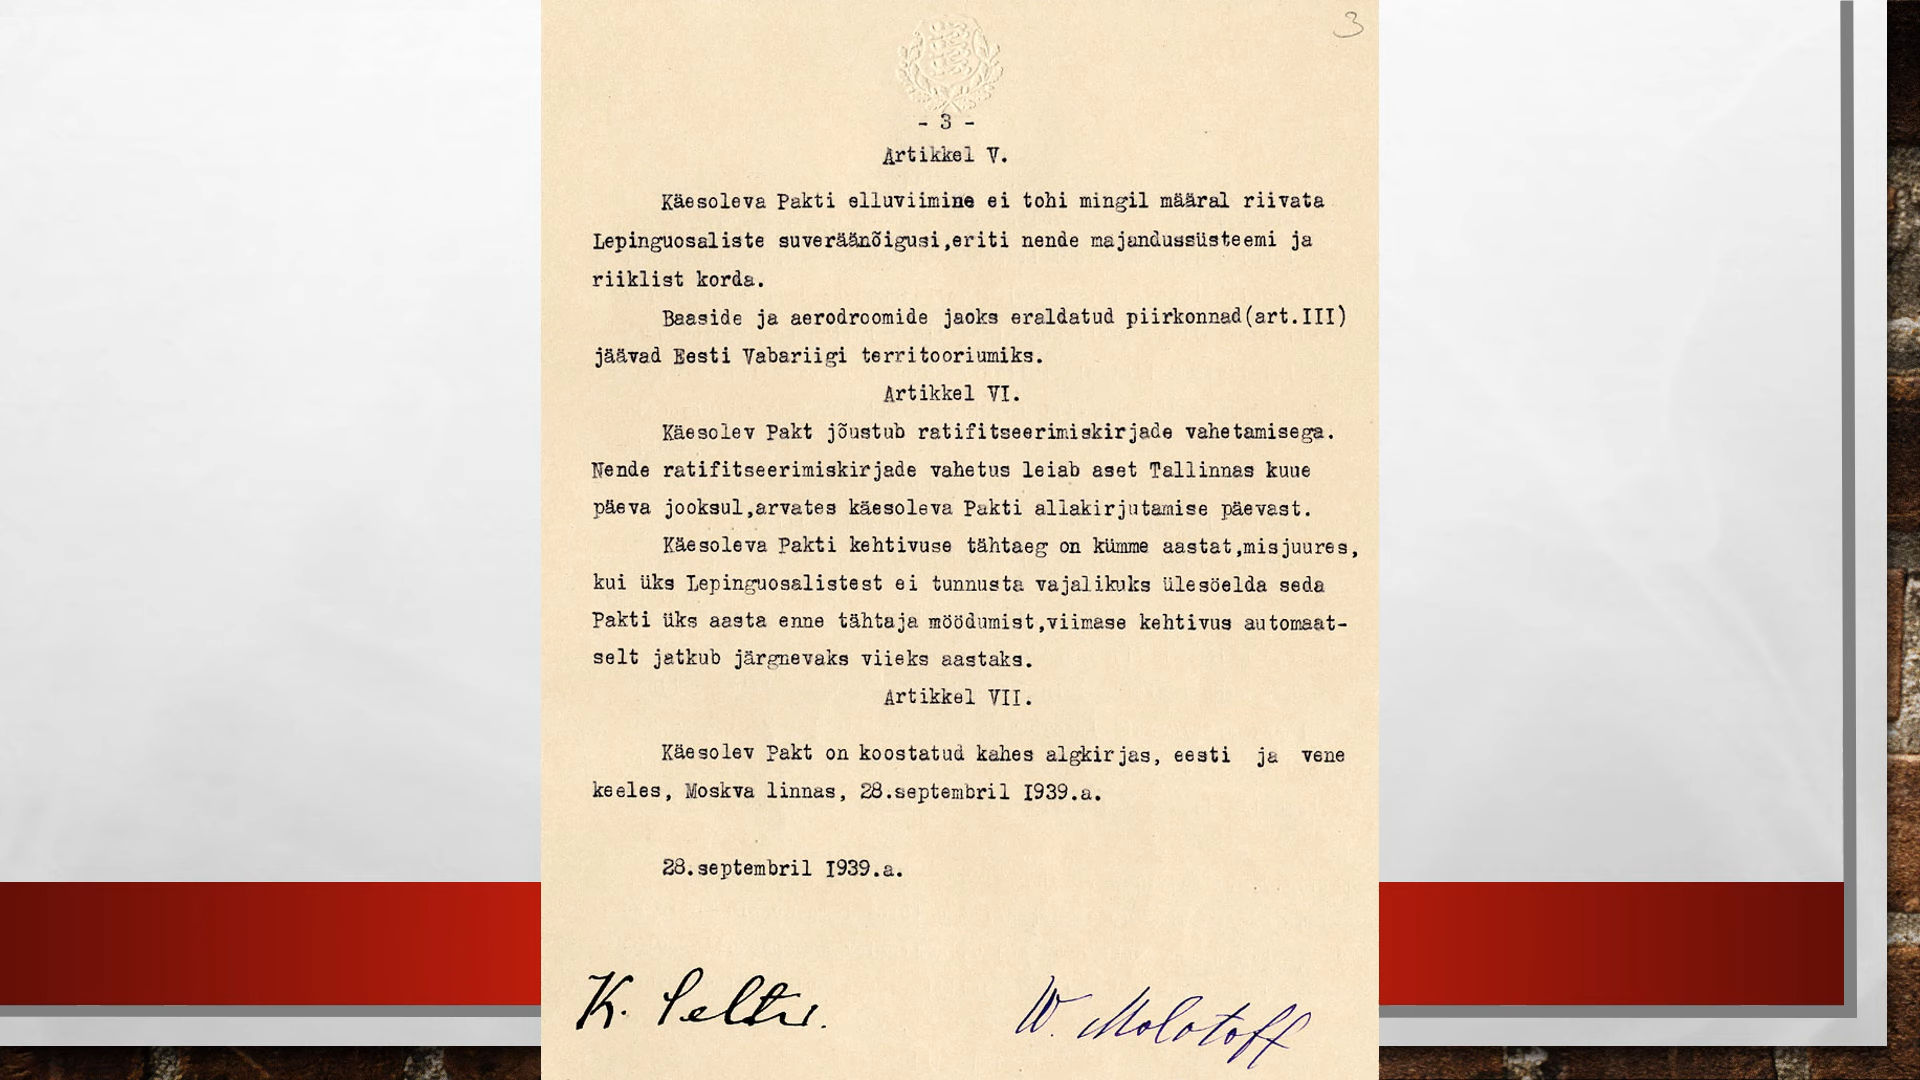 3
- 3 -
Artikkel V.
Käesoleva Pakti elluviimine ei tohi mingil määral riivata
Lepinguosaliste suveräänõigusi,eriti nende majandussüsteemi ja
riiklist korda.
Baaside ja aerodroomide jaoks eraldatud piirkonnad(art.III)
jäävad Eesti Vabariigi territooriumiks.
Artikkel VI.
Käesolev Pakt jõustub ratifitseerimiskirjade vahetamisega.
Nende ratifitseerimiskirjade vahetus leiab aset Tallinnas kuue
päeva jooksul,arvates käesoleva Pakti allakirjutamise päevast.
Käesoleva Pakti kehtivuse tähtaeg on kümme aastat,misjuures,
kui üks Lepinguosalistest ei tunnusta vajalikuks ülesöelda seda
Pakti üks aasta enne tähtaja möödumist,viimase kehtivus automaat-
selt jatkub järgnevaks viieks aastaks.
Artikkel VII.
Käesolev Pakt on koostatud kahes algkirjas, eesti ja vene
keeles, Moskva linnas, 28.septembril I939.a.
28.septembril I939.a.
K. Selter. W. Molotoff